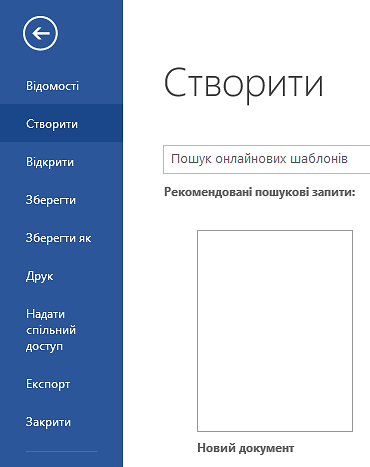 Відомості
Створити
Відкрити
Зберегти
Зберегти як
Друк
Надати
спільний
доступ
Експорт
Закрити
Створити
Пошук онлайнових шаблонів
Рекомендовані пошукові запити:
Новий документ